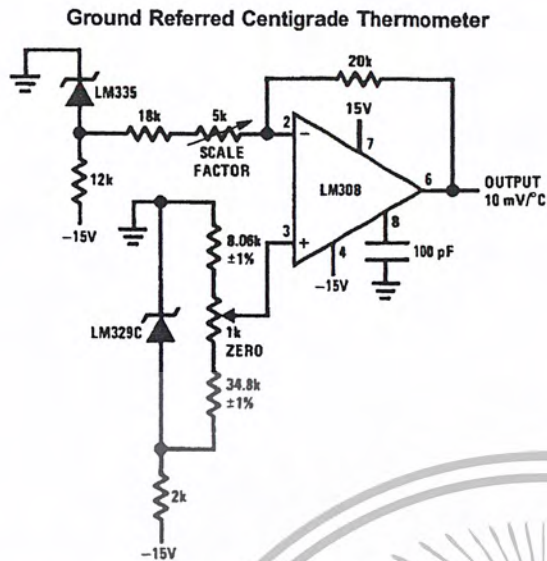 Ground Referred Centigrade Thermometer
LM335
20k
18k
5k
SCALE
FACTOR
12k
–15V
15V
2
–
7
LM308
6
OUTPUT
10 mV/°C
3
+
4
–15V
8
100 pF
8.06k
±1%
LM329C
1k
ZERO
34.8k
±1%
2k
–15V